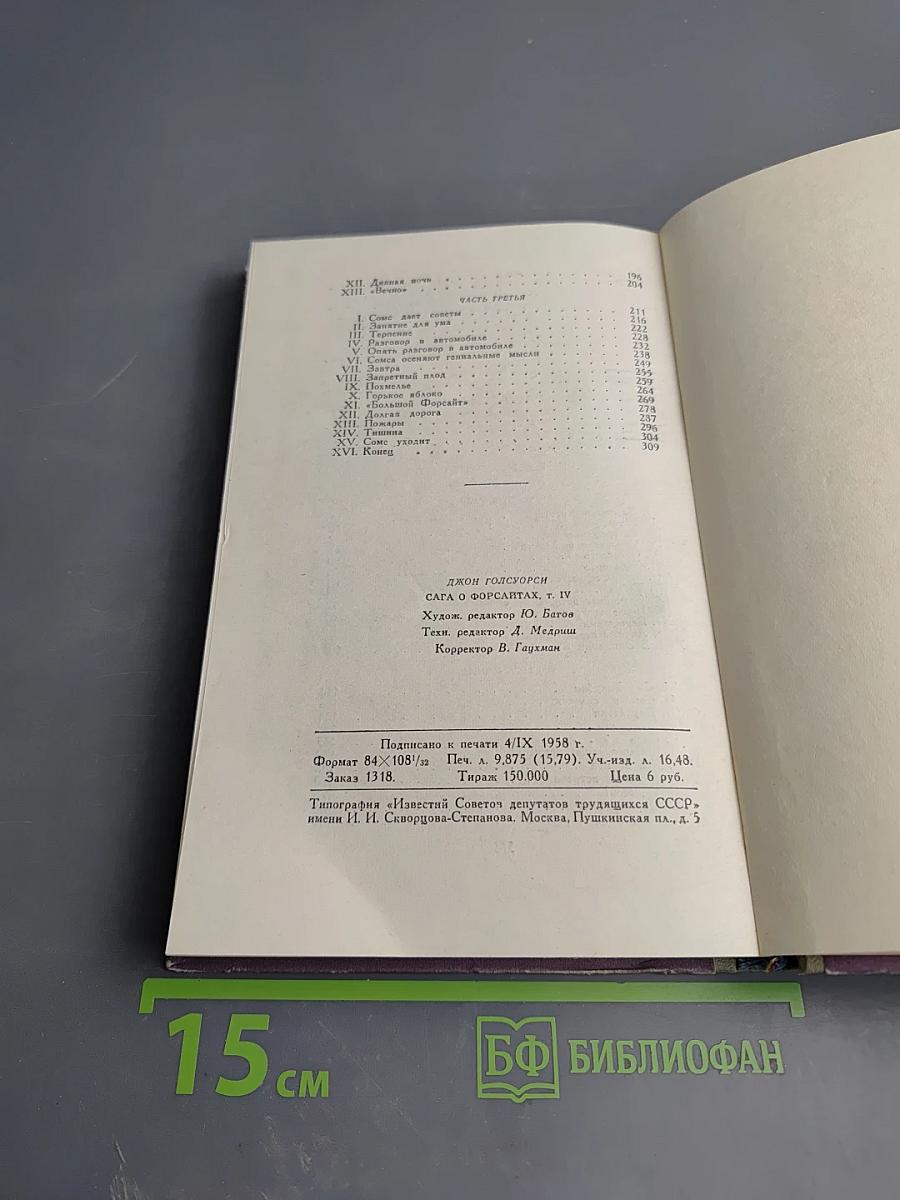 XII. Дивная ночь 196
XIII. «Вечно» 204
ЧАСТЬ ТРЕТЬЯ
I. Сомс дает советы 211
II. Занятие для ума 216
III. Терпение 222
IV. Разговор в автомобиле 228
V. Опять разговор в автомобиле 232
VI. Сомса осеняют гениальные мысли 238
VII. Завтра 249
VIII. Запретный плод 255
IX. Похмелье 259
X. Горькое яблоко 264
XI. «Большой Форсайт» 269
XII. Долгая дорога 278
XIII. Пожары 287
XIV. Тишина 296
XV. Сомс уходит 304
XVI. Конец 309
ДЖОН ГОЛСУОРСИ
САГА О ФОРСАЙТАХ, т. IV
Худож. редактор Ю. Багов
Техн. редактор Д. Медриш
Корректор В. Гаухман
Подписано к печати 4/IX 1958 г.
Формат 84×108¹/₃₂ Печ. л. 9,875 (15,79). Уч.-изд. л. 16,48.
Заказ 1318. Тираж 150.000 Цена 6 руб.
Типография «Известий Советов депутатов трудящихся СССР»
имени И. И. Скворцова-Степанова. Москва, Пушкинская пл., д. 5
15 см
БФ БИБЛИОФАН